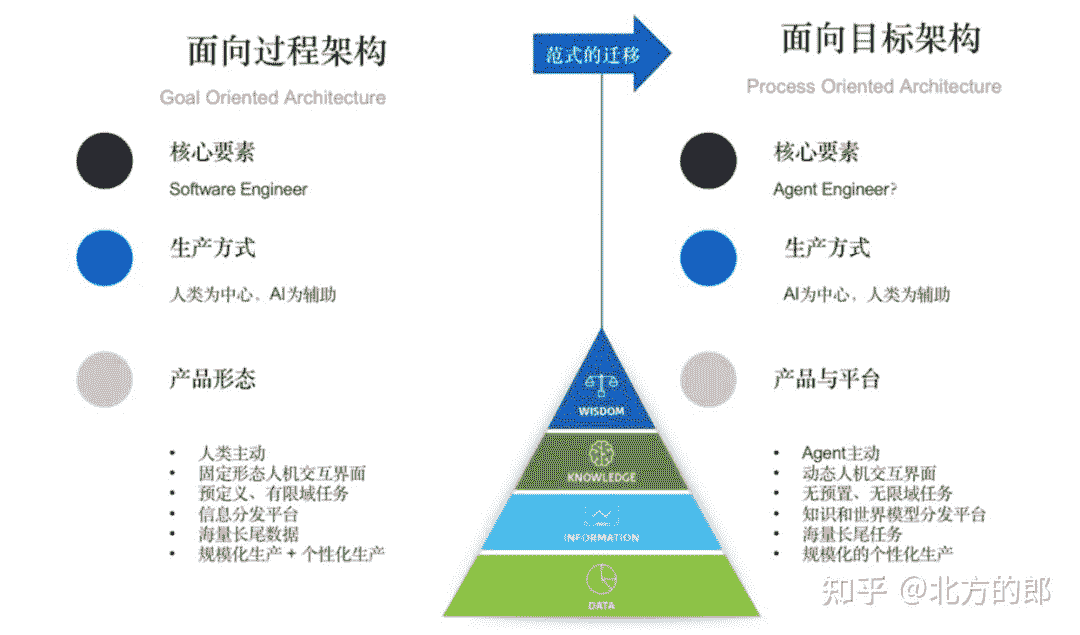 面向过程架构
Goal Oriented Architecture
核心要素
Software Engineer
生产方式
人类为中心，AI为辅助
产品形态
• 人类主动
• 固定形态人机交互界面
• 预定义、有限域任务
• 信息分发平台
• 海量长尾数据
• 规模化生产 + 个性化生产
范式的迁移
WISDOM
KNOWLEDGE
INFORMATION
DATA
面向目标架构
Process Oriented Architecture
核心要素
Agent Engineer?
生产方式
AI为中心，人类为辅助
产品与平台
• Agent主动
• 动态人机交互界面
• 无预置、无限域任务
• 知识和世界模型分发平台
• 海量长尾任务
• 规模化的个性化生产
知乎 @北方的郎